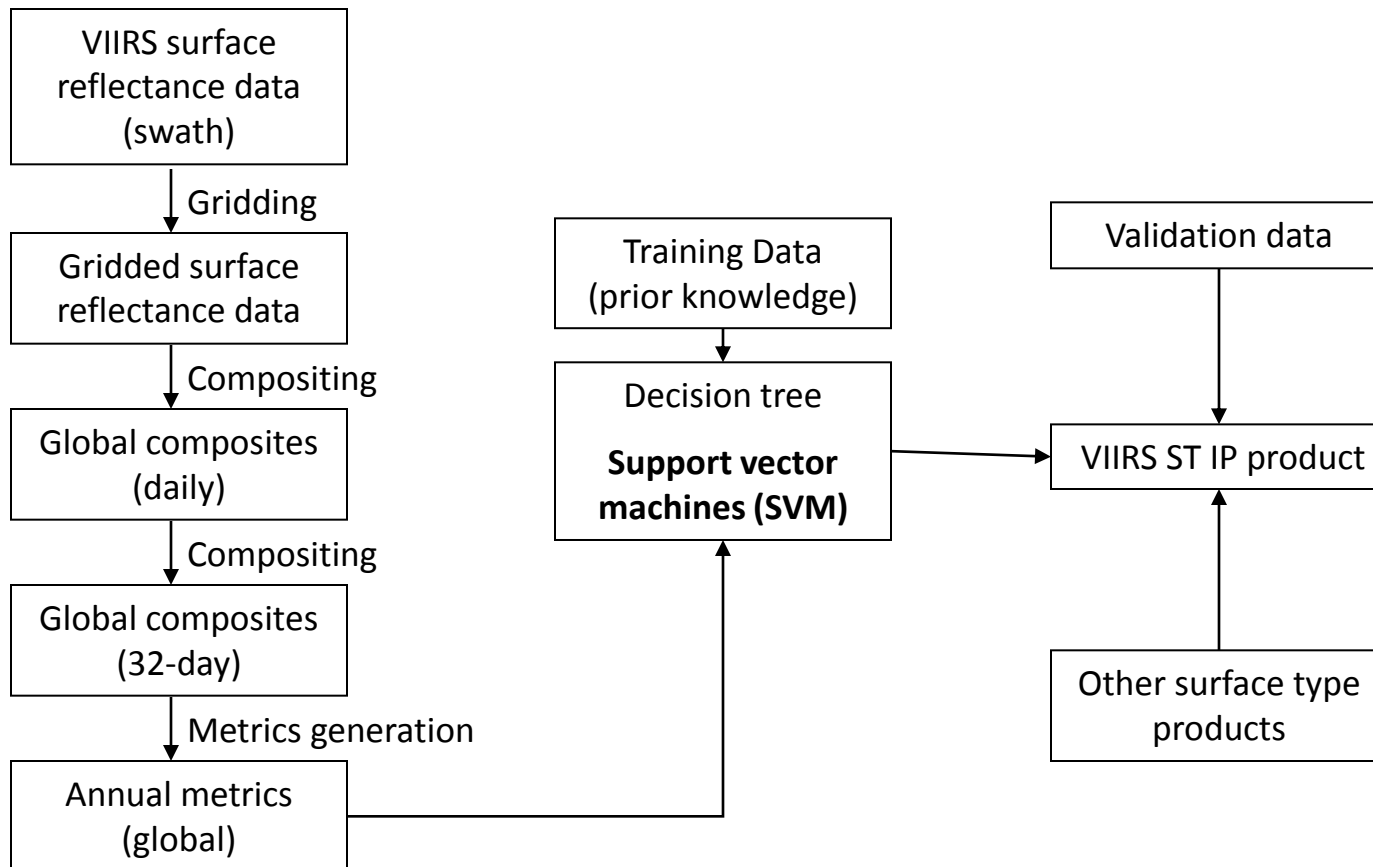 VIIRS surface
reflectance data
(swath)
Gridding
Gridded surface
reflectance data
Compositing
Global composites
(daily)
Compositing
Global composites
(32-day)
Metrics generation
Annual metrics
(global)
Training Data
(prior knowledge)
Decision tree
Support vector
machines (SVM)
Validation data
VIIRS ST IP product
Other surface type
products